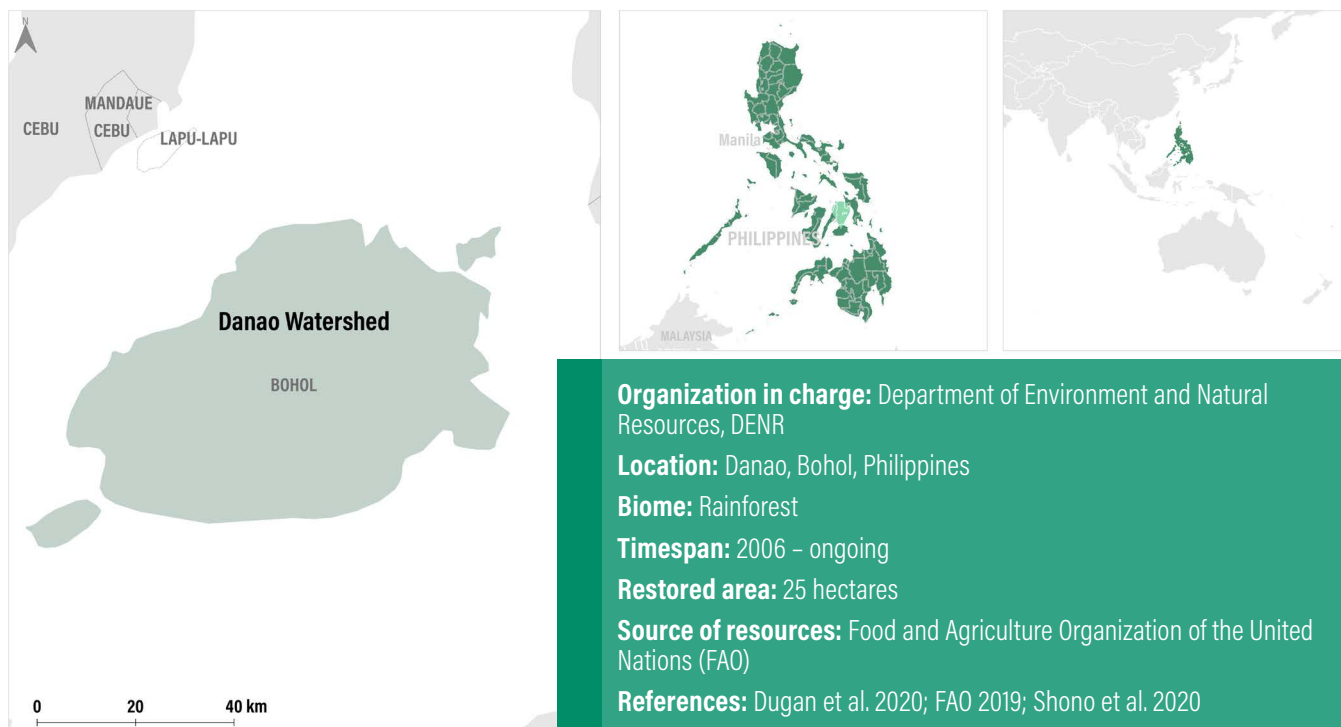 N
MANDAUE
CEBU
CEBU
LAPU-LAPU
Danao Watershed
BOHOL
0 20 40 km
Manila
PHILIPPINES
MALAYSIA
Organization in charge: Department of Environment and Natural
Resources, DENR
Location: Danao, Bohol, Philippines
Biome: Rainforest
Timespan: 2006 – ongoing
Restored area: 25 hectares
Source of resources: Food and Agriculture Organization of the United
Nations (FAO)
References: Dugan et al. 2020; FAO 2019; Shono et al. 2020